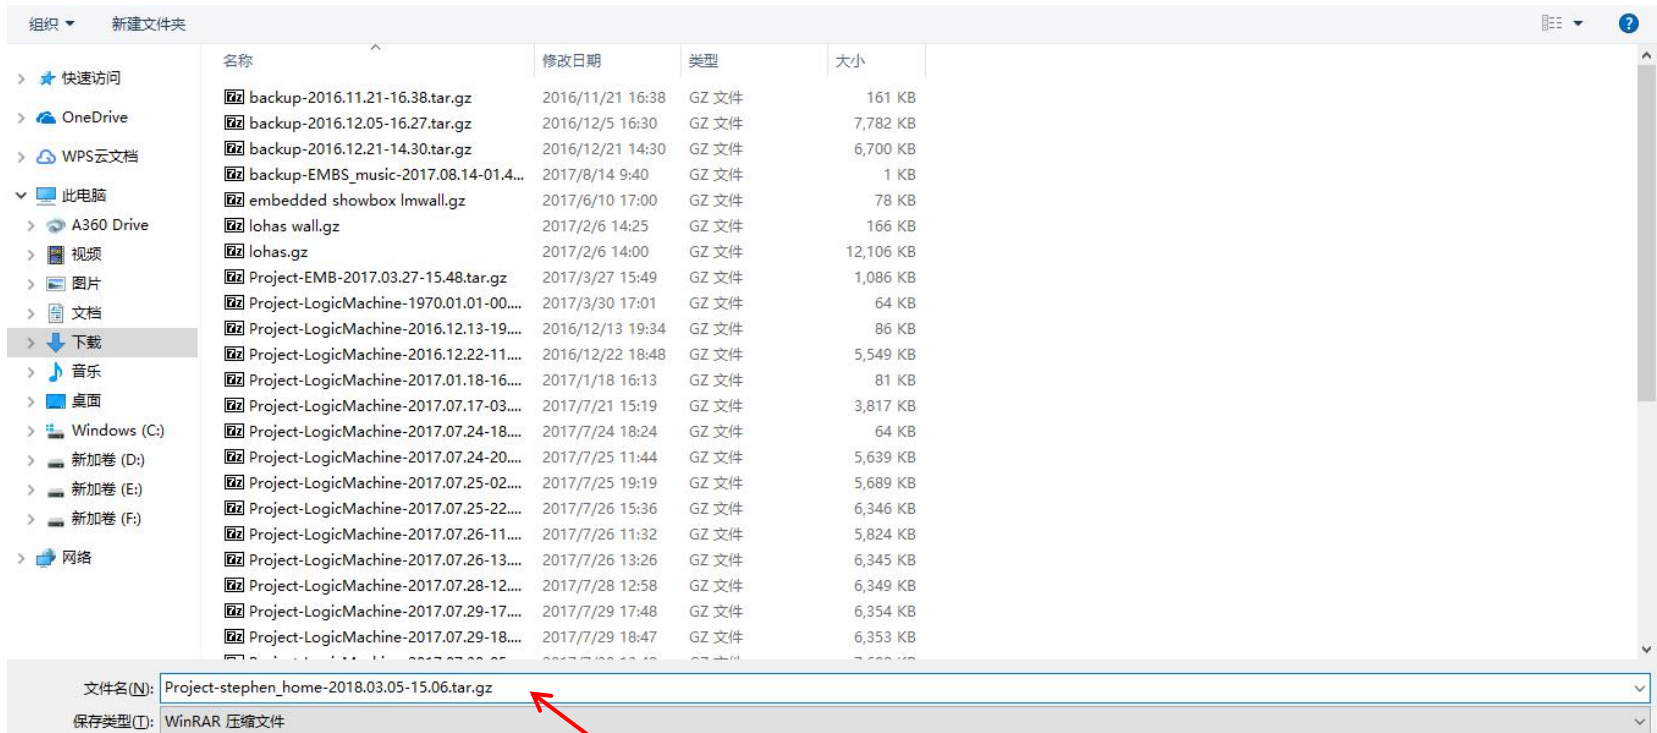 组织 新建文件夹
快速访问
OneDrive
WPS云文档
此电脑
A360 Drive
视频
图片
文档
下载
音乐
桌面
Windows (C:)
新加卷 (D:)
新加卷 (E:)
新加卷 (F:)
网络
名称 修改日期 类型 大小
backup-2016.11.21-16.38.tar.gz 2016/11/21 16:38 GZ 文件 161 KB
backup-2016.12.05-16.27.tar.gz 2016/12/5 16:30 GZ 文件 7,782 KB
backup-2016.12.21-14.30.tar.gz 2016/12/21 14:30 GZ 文件 6,700 KB
backup-EMBS_music-2017.08.14-01.4... 2017/8/14 9:40 GZ 文件 1 KB
embedded showbox lmwall.gz 2017/6/10 17:00 GZ 文件 78 KB
lohas wall.gz 2017/2/6 14:25 GZ 文件 166 KB
lohas.gz 2017/2/6 14:00 GZ 文件 12,106 KB
Project-EMB-2017.03.27-15.48.tar.gz 2017/3/27 15:49 GZ 文件 1,086 KB
Project-LogicMachine-1970.01.01-00.... 2017/3/30 17:01 GZ 文件 64 KB
Project-LogicMachine-2016.12.13-19.... 2016/12/13 19:34 GZ 文件 86 KB
Project-LogicMachine-2016.12.22-11.... 2016/12/22 18:48 GZ 文件 5,549 KB
Project-LogicMachine-2017.01.18-16.... 2017/1/18 16:13 GZ 文件 81 KB
Project-LogicMachine-2017.07.17-03.... 2017/7/21 15:19 GZ 文件 3,817 KB
Project-LogicMachine-2017.07.24-18.... 2017/7/24 18:24 GZ 文件 64 KB
Project-LogicMachine-2017.07.24-20.... 2017/7/25 11:44 GZ 文件 5,639 KB
Project-LogicMachine-2017.07.25-02.... 2017/7/25 19:19 GZ 文件 5,689 KB
Project-LogicMachine-2017.07.25-22.... 2017/7/26 15:36 GZ 文件 6,346 KB
Project-LogicMachine-2017.07.26-11.... 2017/7/26 11:32 GZ 文件 5,824 KB
Project-LogicMachine-2017.07.26-13.... 2017/7/26 13:26 GZ 文件 6,345 KB
Project-LogicMachine-2017.07.28-12.... 2017/7/28 12:58 GZ 文件 6,349 KB
Project-LogicMachine-2017.07.29-17.... 2017/7/29 17:48 GZ 文件 6,354 KB
Project-LogicMachine-2017.07.29-18.... 2017/7/29 18:47 GZ 文件 6,353 KB
文件名(N): Project-stephen_home-2018.03.05-15.06.tar.gz
保存类型(T): WinRAR 压缩文件